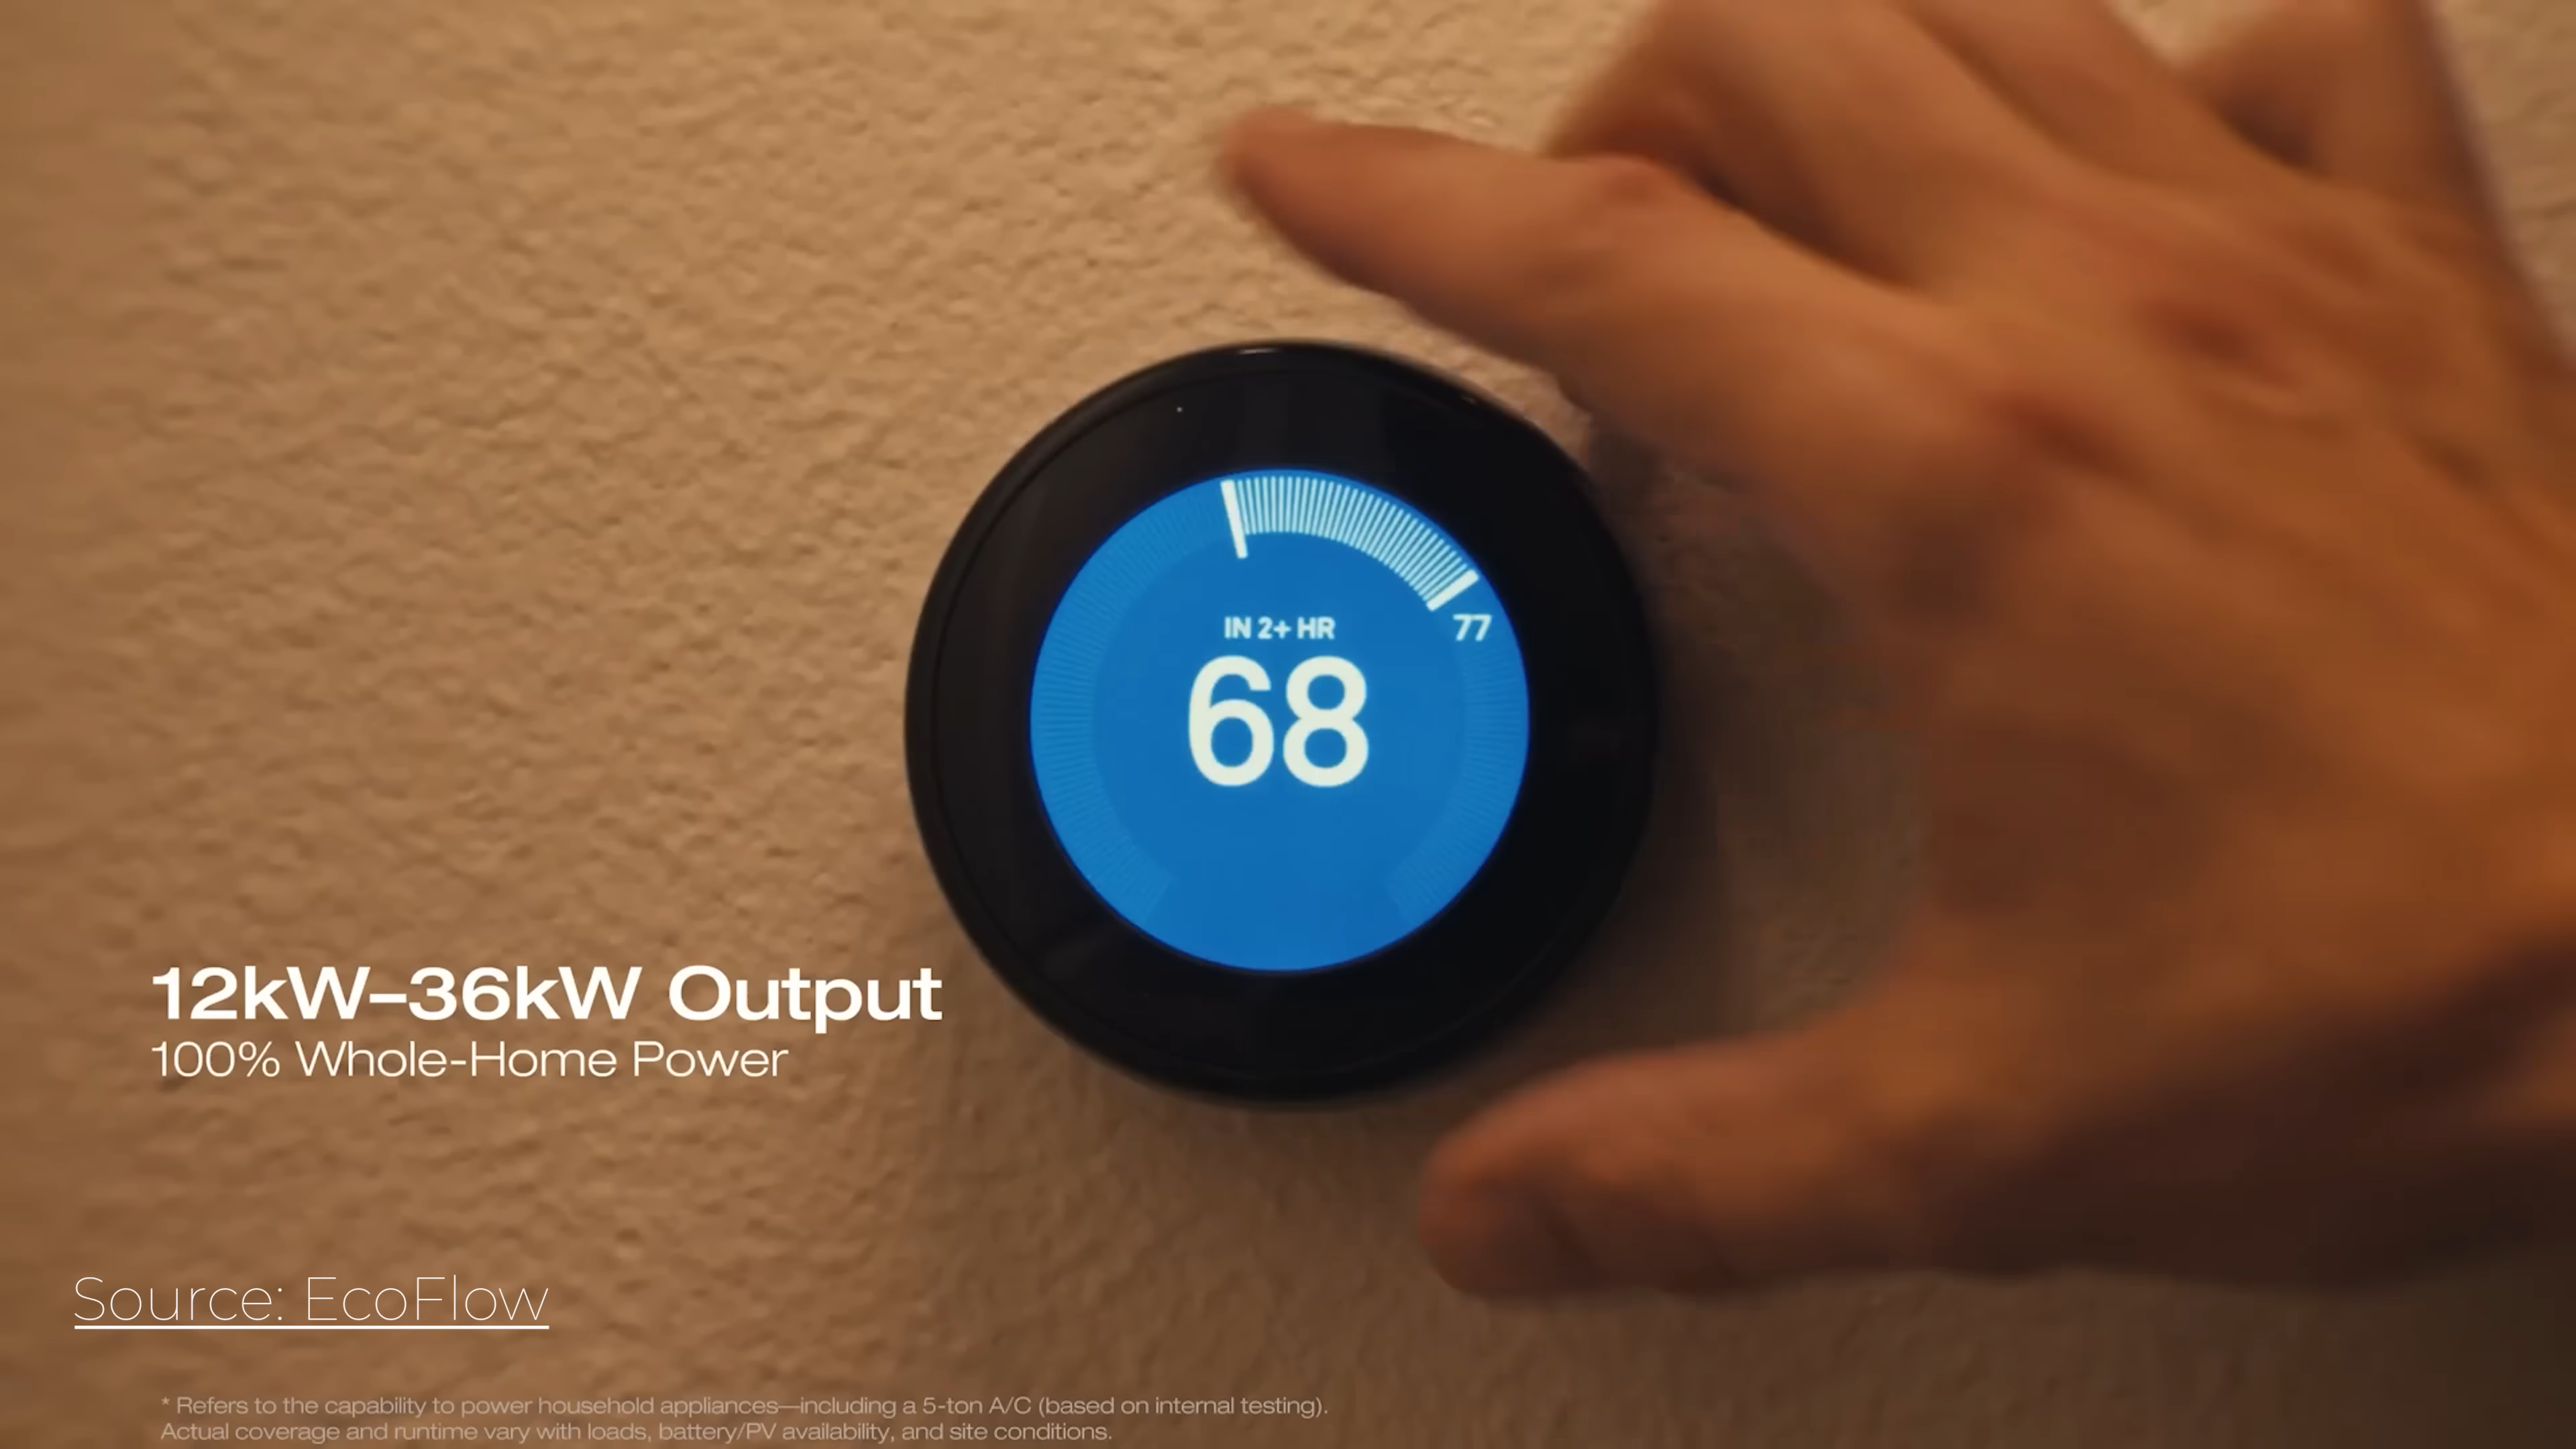 IN 2+ HR
77
68
12kW–36kW Output
100% Whole-Home Power
Source: EcoFlow
* Refers to the capability to power household appliances—including a 5-ton A/C (based on internal testing).
Actual coverage and runtime vary with loads, battery/PV availability, and site conditions.